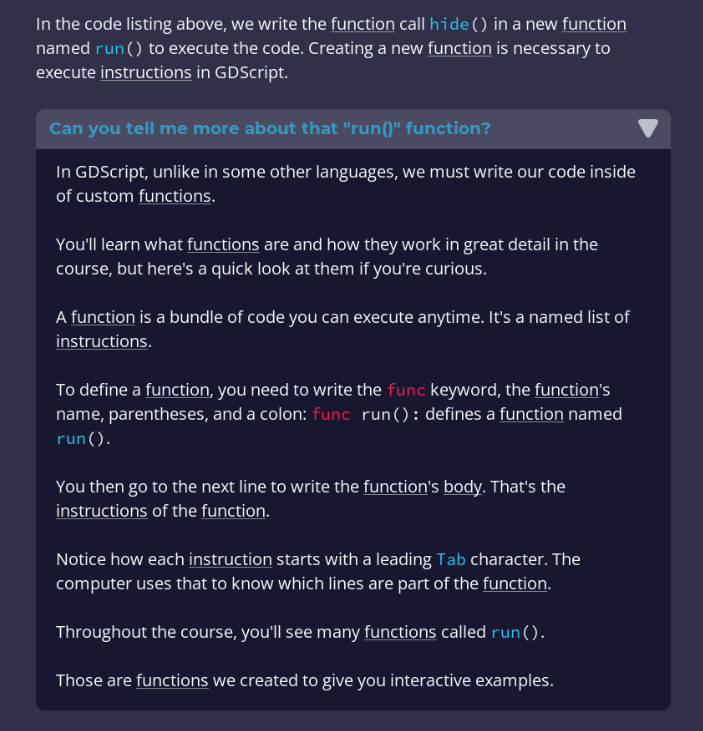 In the code listing above, we write the function call hide() in a new function
named run() to execute the code. Creating a new function is necessary to
execute instructions in GDScript.
Can you tell me more about that "run()" function?
In GDScript, unlike in some other languages, we must write our code inside
of custom functions.
You'll learn what functions are and how they work in great detail in the
course, but here's a quick look at them if you're curious.
A function is a bundle of code you can execute anytime. It's a named list of
instructions.
To define a function, you need to write the func keyword, the function's
name, parentheses, and a colon: func run(): defines a function named
run().
You then go to the next line to write the function's body. That's the
instructions of the function.
Notice how each instruction starts with a leading Tab character. The
computer uses that to know which lines are part of the function.
Throughout the course, you'll see many functions called run().
Those are functions we created to give you interactive examples.